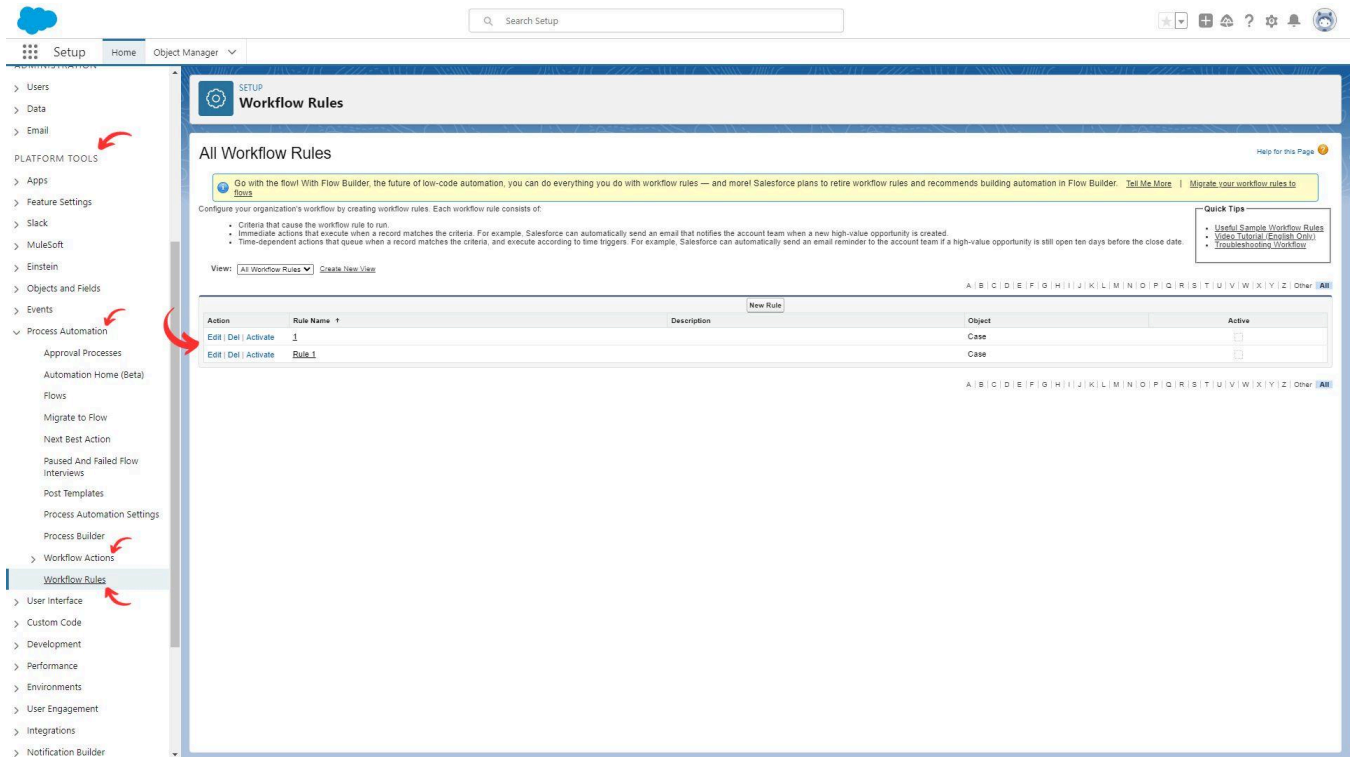 Search Setup
Setup
Home
Object Manager
ADMINISTRATION
Users
Data
Email
PLATFORM TOOLS
Apps
Feature Settings
Slack
MuleSoft
Einstein
Objects and Fields
Events
Process Automation
Approval Processes
Automation Home (Beta)
Flows
Migrate to Flow
Next Best Action
Paused And Failed Flow
Interviews
Post Templates
Process Automation Settings
Process Builder
Workflow Actions
Workflow Rules
User Interface
Custom Code
Development
Performance
Environments
User Engagement
Integrations
Notification Builder
SETUP
Workflow Rules
All Workflow Rules
Help for this Page
Go with the flow! With Flow Builder, the future of low-code automation, you can do everything you do with workflow rules — and more! Salesforce plans to retire workflow rules and recommends building automation in Flow Builder. Tell Me More | Migrate your workflow rules to
flows
Configure your organization's workflow by creating workflow rules. Each workflow rule consists of:
Criteria that cause the workflow rule to run.
Immediate actions that execute when a record matches the criteria. For example, Salesforce can automatically send an email that notifies the account team when a new high-value opportunity is created.
Time-dependent actions that queue when a record matches the criteria, and execute according to time triggers. For example, Salesforce can automatically send an email reminder to the account team if a high-value opportunity is still open ten days before the close date.
Quick Tips
Useful Sample Workflow Rules
Video Tutorial (English Only)
Troubleshooting Workflow
View: All Workflow Rules Create New View
A | B | C | D | E | F | G | H | I | J | K | L | M | N | O | P | Q | R | S | T | U | V | W | X | Y | Z | Other All
New Rule
Action Rule Name ↑ Description Object Active
Edit | Del | Activate 1 Case
Edit | Del | Activate Rule 1 Case
A | B | C | D | E | F | G | H | I | J | K | L | M | N | O | P | Q | R | S | T | U | V | W | X | Y | Z | Other All